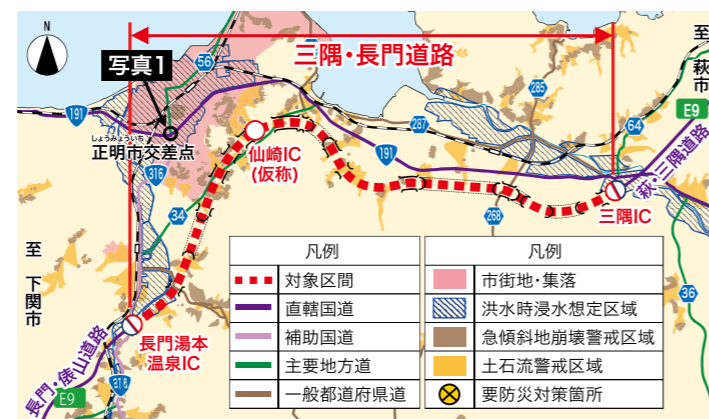 N
三隅・長門道路
写真1
56
191
しょうみょういち
正明市交差点
316
34
仙崎IC
(仮称)
287
285
191
268
64
至 萩市
E9
萩・三隅道路
三隅IC
36
至 下関市
長門湯本
温泉IC
長門・俵山道路
E9
316
凡例
対象区間
直轄国道
補助国道
主要地方道
一般都道府県道
凡例
市街地・集落
洪水時浸水想定区域
急傾斜地崩壊警戒区域
土石流警戒区域
要防災対策箇所